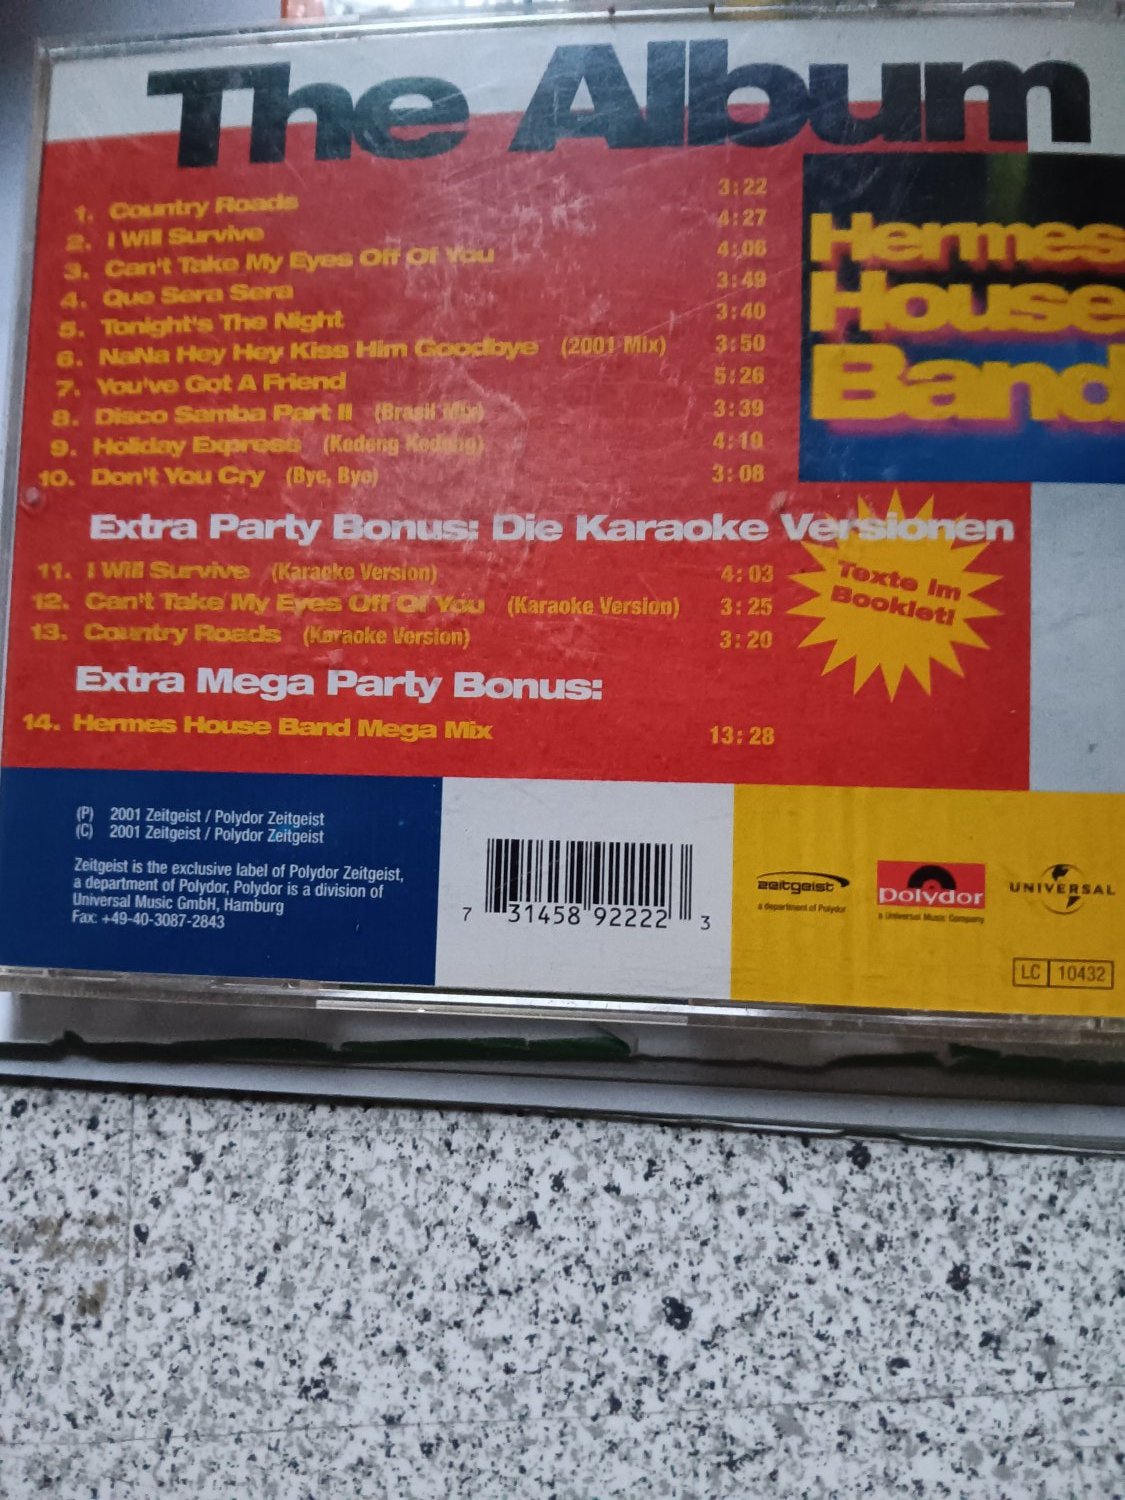 The Album
1. Country Roads 3:22
2. I Will Survive 4:27
3. Can't Take My Eyes Off Of You 4:06
4. Que Sera Sera 3:49
5. Tonight's The Night 3:40
6. NaNa Hey Hey Kiss Him Goodbye (2001 Mix) 3:50
7. You've Got A Friend 5:26
8. Disco Samba Part II (Brasil Mix) 3:39
9. Holiday Express (Kedeng Kedeng) 4:19
10. Don't You Cry (Bye, Bye) 3:08
Hermes
House
Band
Extra Party Bonus: Die Karaoke Versionen
11. I Will Survive (Karaoke Version) 4:03
12. Can't Take My Eyes Off Of You (Karaoke Version) 3:25
13. Country Roads (Karaoke Version) 3:20
Texte im
Booklet!
Extra Mega Party Bonus:
14. Hermes House Band Mega Mix 13:28
(P) 2001 Zeitgeist / Polydor Zeitgeist
(C) 2001 Zeitgeist / Polydor Zeitgeist
Zeitgeist is the exclusive label of Polydor Zeitgeist,
a department of Polydor, Polydor is a division of
Universal Music GmbH, Hamburg
Fax: +49-40-3087-2843
7 31458 92222 3
zeitgeist
a department of Polydor
polydor
a Universal Music Company
UNIVERSAL
LC 10432